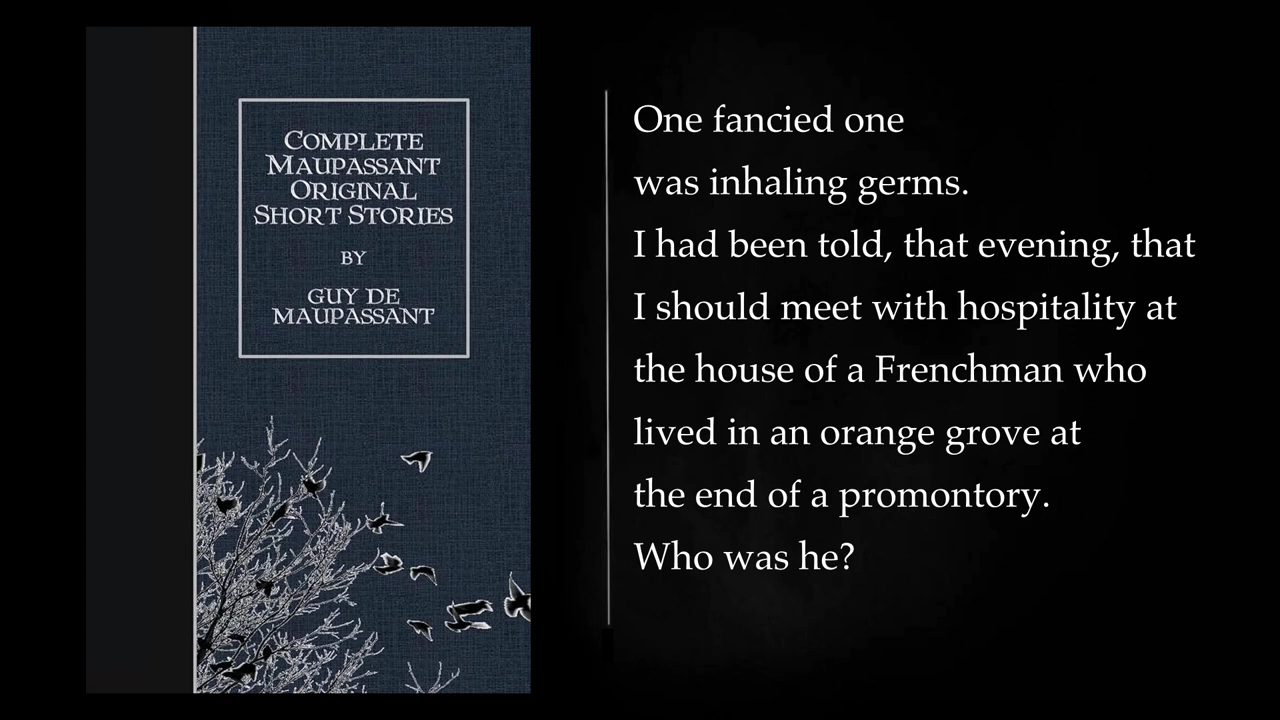 COMPLETE
MAUPASSANT
ORIGINAL
SHORT STORIES
BY
GUY DE
MAUPASSANT
One fancied one
was inhaling germs.
I had been told, that evening, that
I should meet with hospitality at
the house of a Frenchman who
lived in an orange grove at
the end of a promontory.
Who was he?